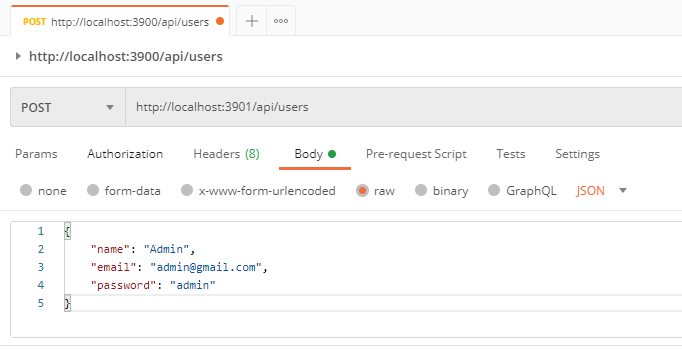 POST http://localhost:3900/api/users
http://localhost:3900/api/users
POST http://localhost:3901/api/users
Params Authorization Headers (8) Body Pre-request Script Tests Settings
none form-data x-www-form-urlencoded raw binary GraphQL JSON
1 {
2 "name": "Admin",
3 "email": "admin@gmail.com",
4 "password": "admin"
5 }